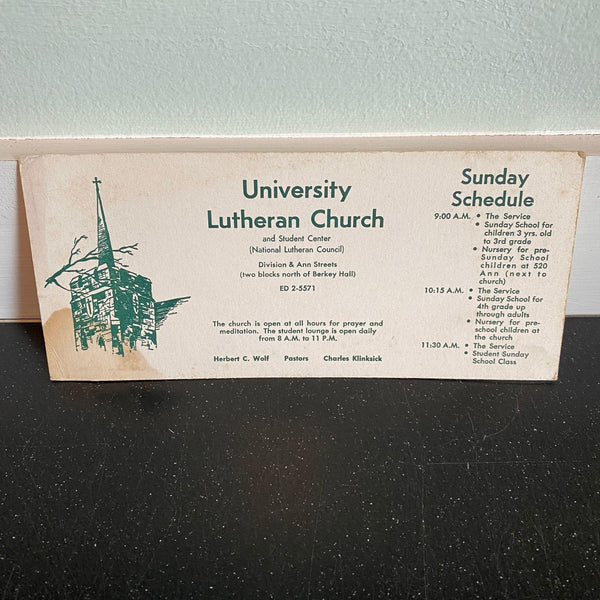 University
Lutheran Church
and Student Center
(National Lutheran Council)
Division & Ann Streets
(two blocks north of Berkey Hall)
ED 2-5571
The church is open at all hours for prayer and
meditation. The student lounge is open daily
from 8 A.M. to 11 P.M.
Herbert C. Wolf Pastors Charles Klinksick
Sunday
Schedule
9:00 A.M. • The Service
• Sunday School for
children 3 yrs. old
to 3rd grade
• Nursery for pre-
Sunday School
children at 520
Ann (next to
church)
10:15 A.M. • The Service
• Sunday School for
4th grade up
through adults
• Nursery for pre-
school children at
the church
11:30 A.M. • The Service
• Student Sunday
School Class